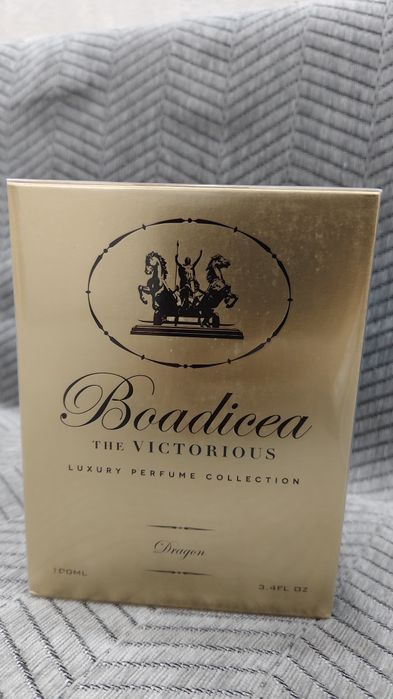 Boadicea
THE VICTORIOUS
LUXURY PERFUME COLLECTION
Dragon
100ML
3.4FL OZ